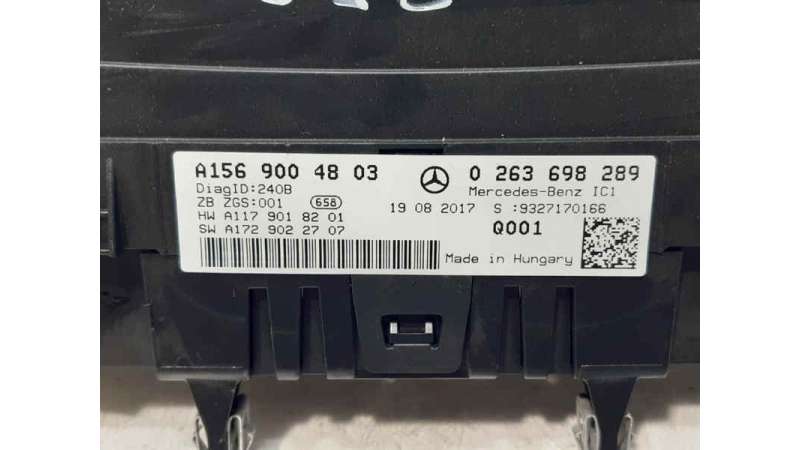 A156 900 48 03
0 263 698 289
DiagID:240B
Mercedes-Benz IC1
ZB ZGS:001
658
19 08 2017 S :9327170166
HW A117 901 82 01
Q001
SW A172 902 27 07
Made in Hungary